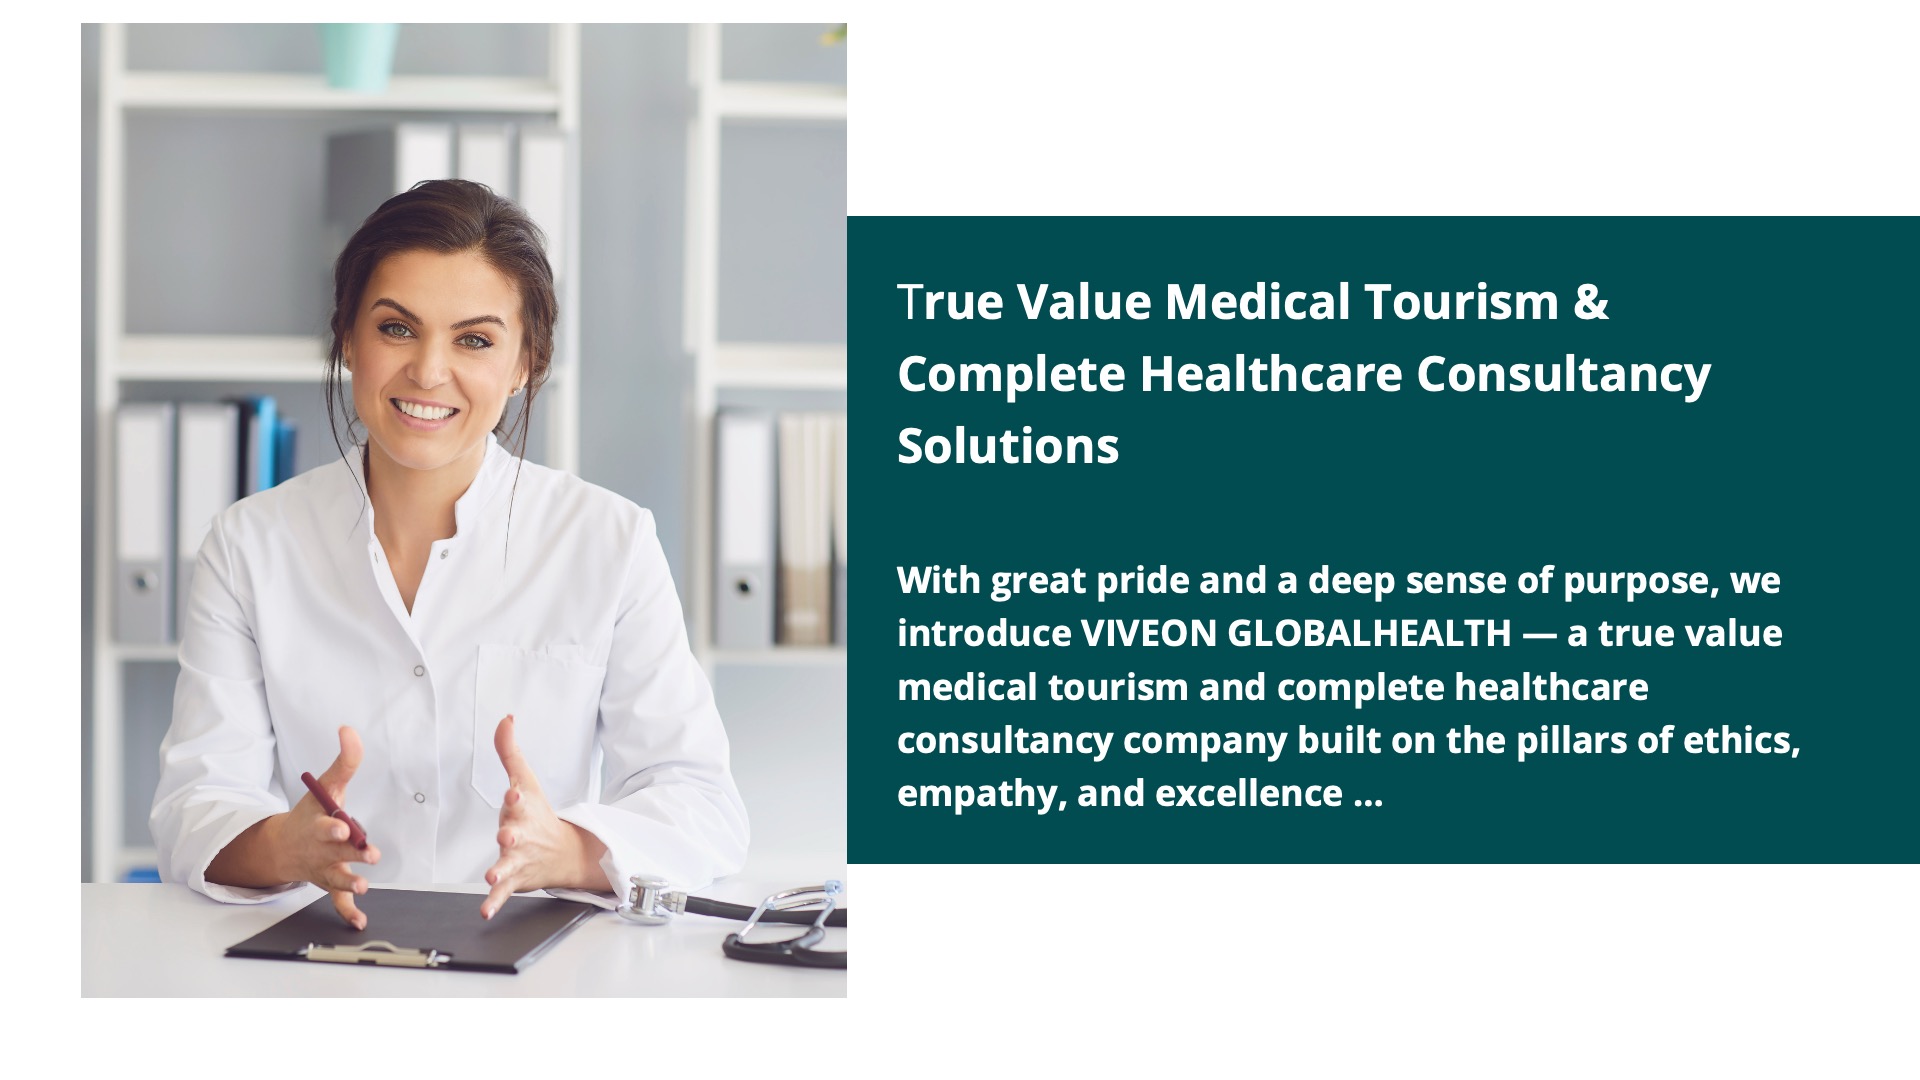 True Value Medical Tourism &
Complete Healthcare Consultancy
Solutions
With great pride and a deep sense of purpose, we
introduce VIVEON GLOBALHEALTH — a true value
medical tourism and complete healthcare
consultancy company built on the pillars of ethics,
empathy, and excellence ...